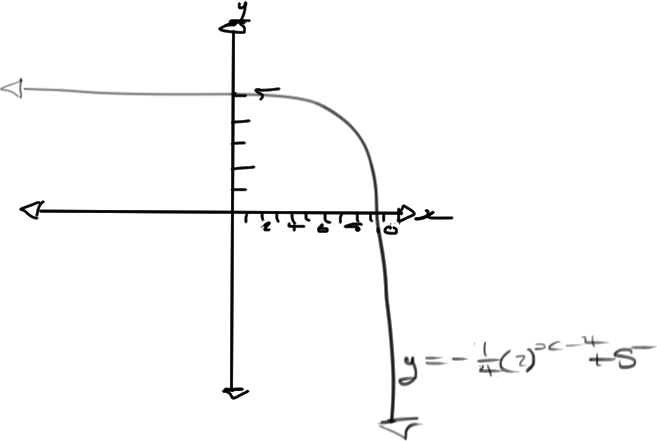 y
x
2 4 6 8 10
y = -1/4(2)^{x-4} + 5